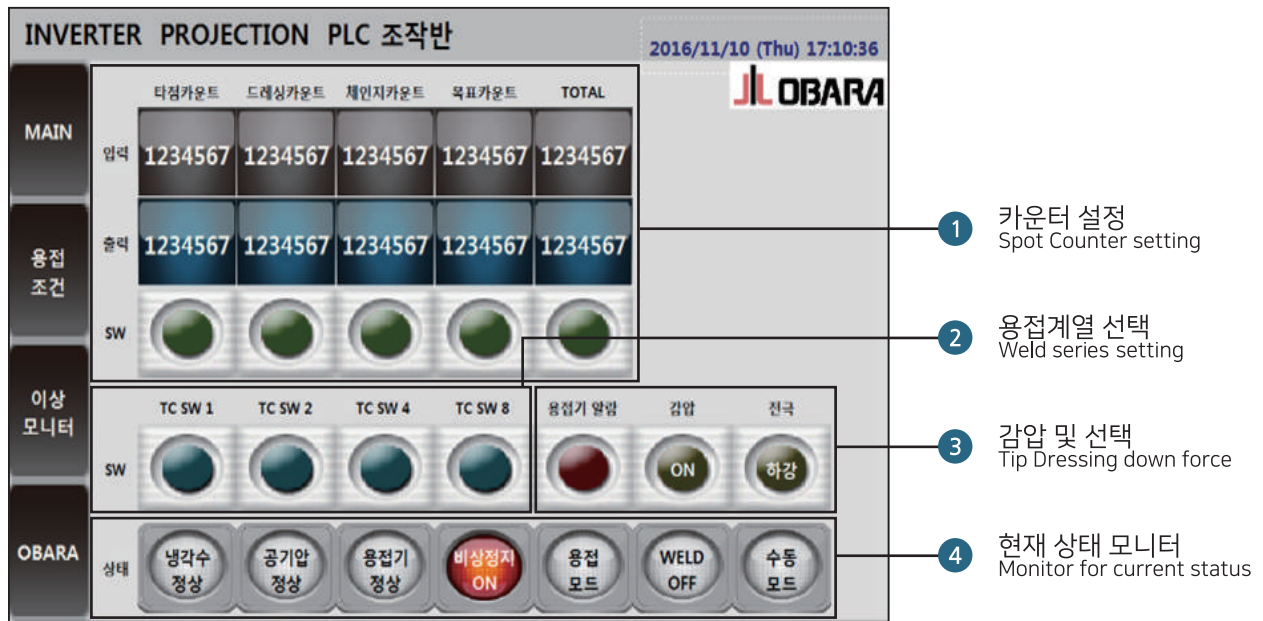 INVERTER PROJECTION PLC 조작반
2016/11/10 (Thu) 17:10:36
OBARA
MAIN
용접
조건
이상
모니터
OBARA
타점카운트 드레싱카운트 체인지카운트 목표카운트 TOTAL
입력 1234567 1234567 1234567 1234567 1234567
출력 1234567 1234567 1234567 1234567 1234567
SW
TC SW 1 TC SW 2 TC SW 4 TC SW 8 용접기 알람 감압 전극
SW ON 하강
상태 냉각수 정상 공기압 정상 용접기 정상 비상정지 ON 용접 모드 WELD OFF 수동 모드
1 카운터 설정
Spot Counter setting
2 용접계열 선택
Weld series setting
3 감압 및 선택
Tip Dressing down force
4 현재 상태 모니터
Monitor for current status